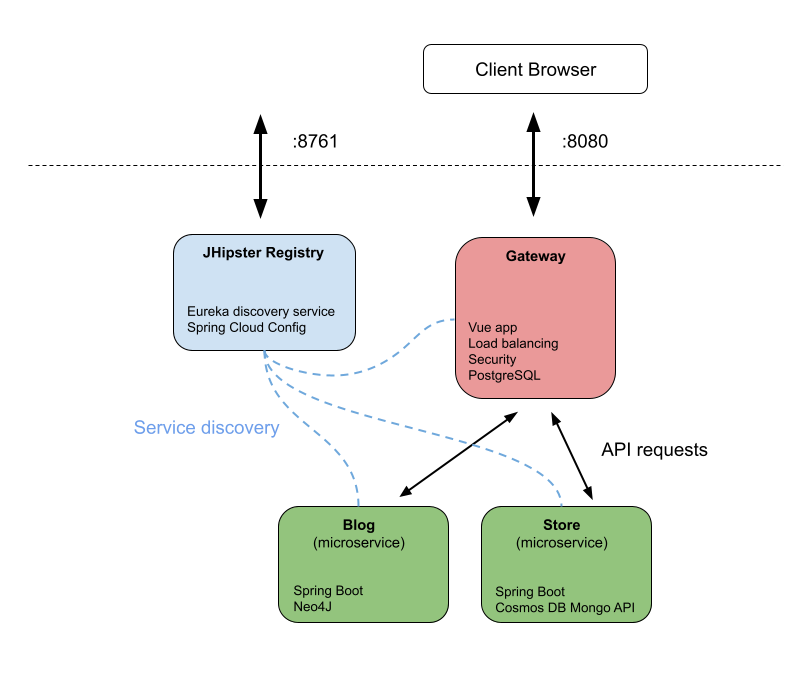 Client Browser
:8761
:8080
JHipster Registry
Eureka discovery service
Spring Cloud Config
Gateway
Vue app
Load balancing
Security
PostgreSQL
Service discovery
API requests
Blog
(microservice)
Spring Boot
Neo4J
Store
(microservice)
Spring Boot
Cosmos DB Mongo API